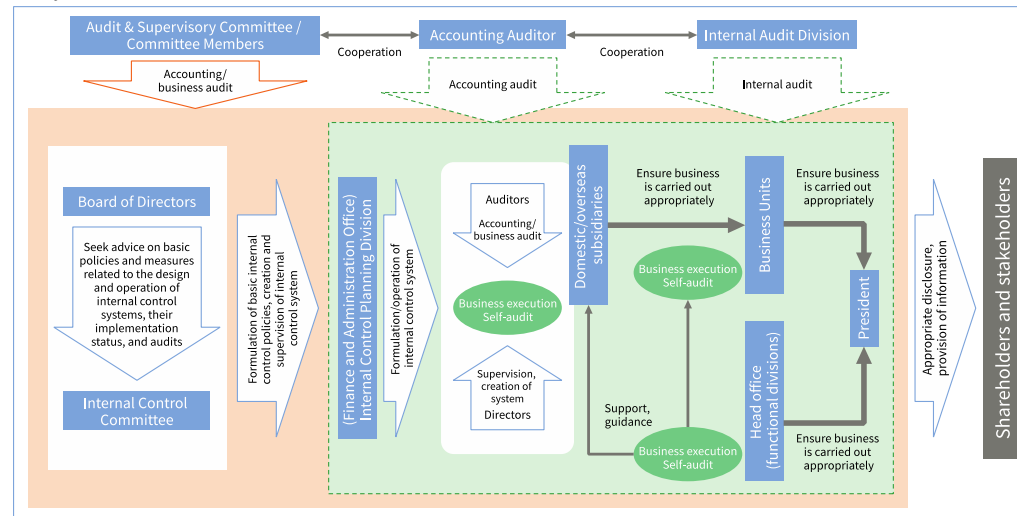 Audit & Supervisory Committee /
Committee Members
Cooperation
Accounting Auditor
Cooperation
Internal Audit Division
Accounting/
business audit
Accounting audit
Internal audit
Board of Directors
Seek advice on basic
policies and measures
related to the design
and operation of
internal control
systems, their
implementation
status, and audits
Internal Control
Committee
Formulation of basic internal
control policies, creation and
supervision of internal
control system
(Finance and Administration Office)
Internal Control Planning Division
Formulation/operation of
internal control system
Auditors
Accounting/
business audit
Business execution
Self-audit
Supervision,
creation of
system
Directors
Domestic/overseas
subsidiaries
Ensure business
is carried out
appropriately
Business execution
Self-audit
Support,
guidance
Business execution
Self-audit
Business Units
Head office
(functional divisions)
Ensure business
is carried out
appropriately
President
Ensure business
is carried out
appropriately
Appropriate disclosure,
provision of information
Shareholders and stakeholders